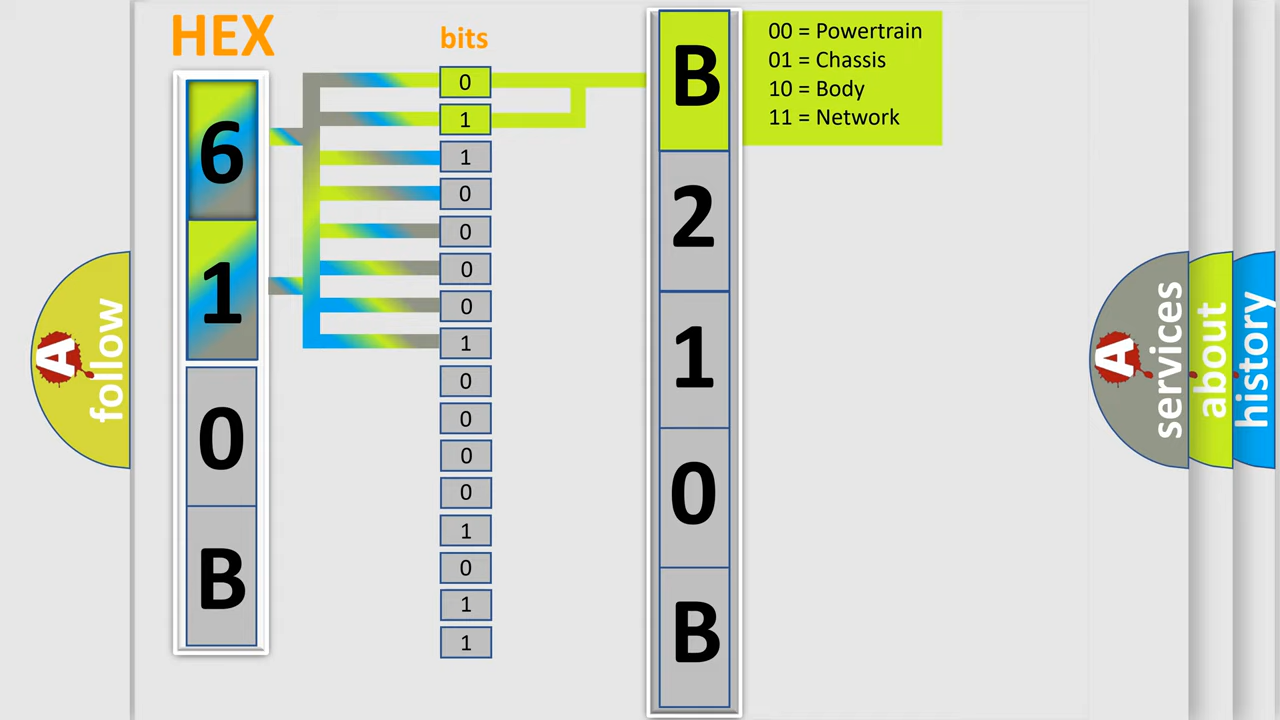 HEX
bits
6
1
0
B
0
1
1
0
0
0
0
1
0
0
0
0
1
0
1
1
B
2
1
0
B
00 = Powertrain
01 = Chassis
10 = Body
11 = Network
A
follow
A
services
about
history